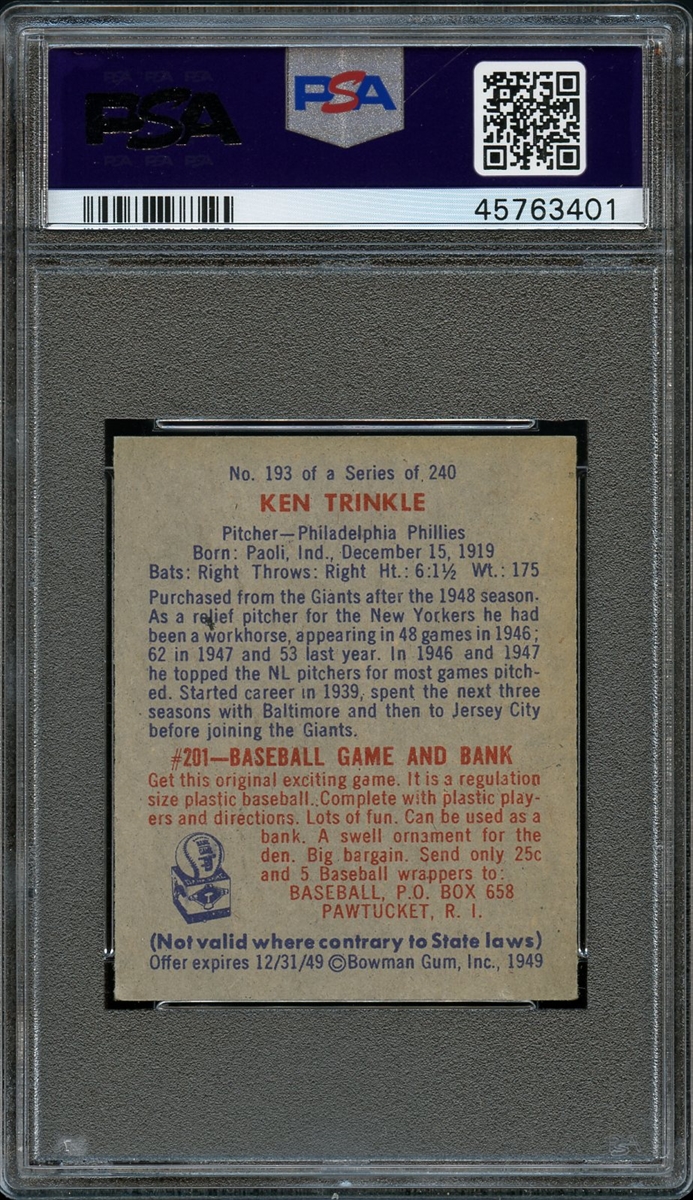 PSA
PSA
45763401
No. 193 of a Series of 240
KEN TRINKLE
Pitcher—Philadelphia Phillies
Born: Paoli, Ind., December 15, 1919
Bats: Right Throws: Right Ht.: 6:1½ Wt.: 175
Purchased from the Giants after the 1948 season.
As a relief pitcher for the New Yorkers he had
been a workhorse, appearing in 48 games in 1946;
62 in 1947 and 53 last year. In 1946 and 1947
he topped the NL pitchers for most games pitch-
ed. Started career in 1939, spent the next three
seasons with Baltimore and then to Jersey City
before joining the Giants.
#201—BASEBALL GAME AND BANK
Get this original exciting game. It is a regulation
size plastic baseball. Complete with plastic play-
ers and directions. Lots of fun. Can be used as a
bank. A swell ornament for the
den. Big bargain. Send only 25c
and 5 Baseball wrappers to:
BASEBALL, P.O. BOX 658
PAWTUCKET, R. I.
(Not valid where contrary to State laws)
Offer expires 12/31/49 ©Bowman Gum, Inc., 1949